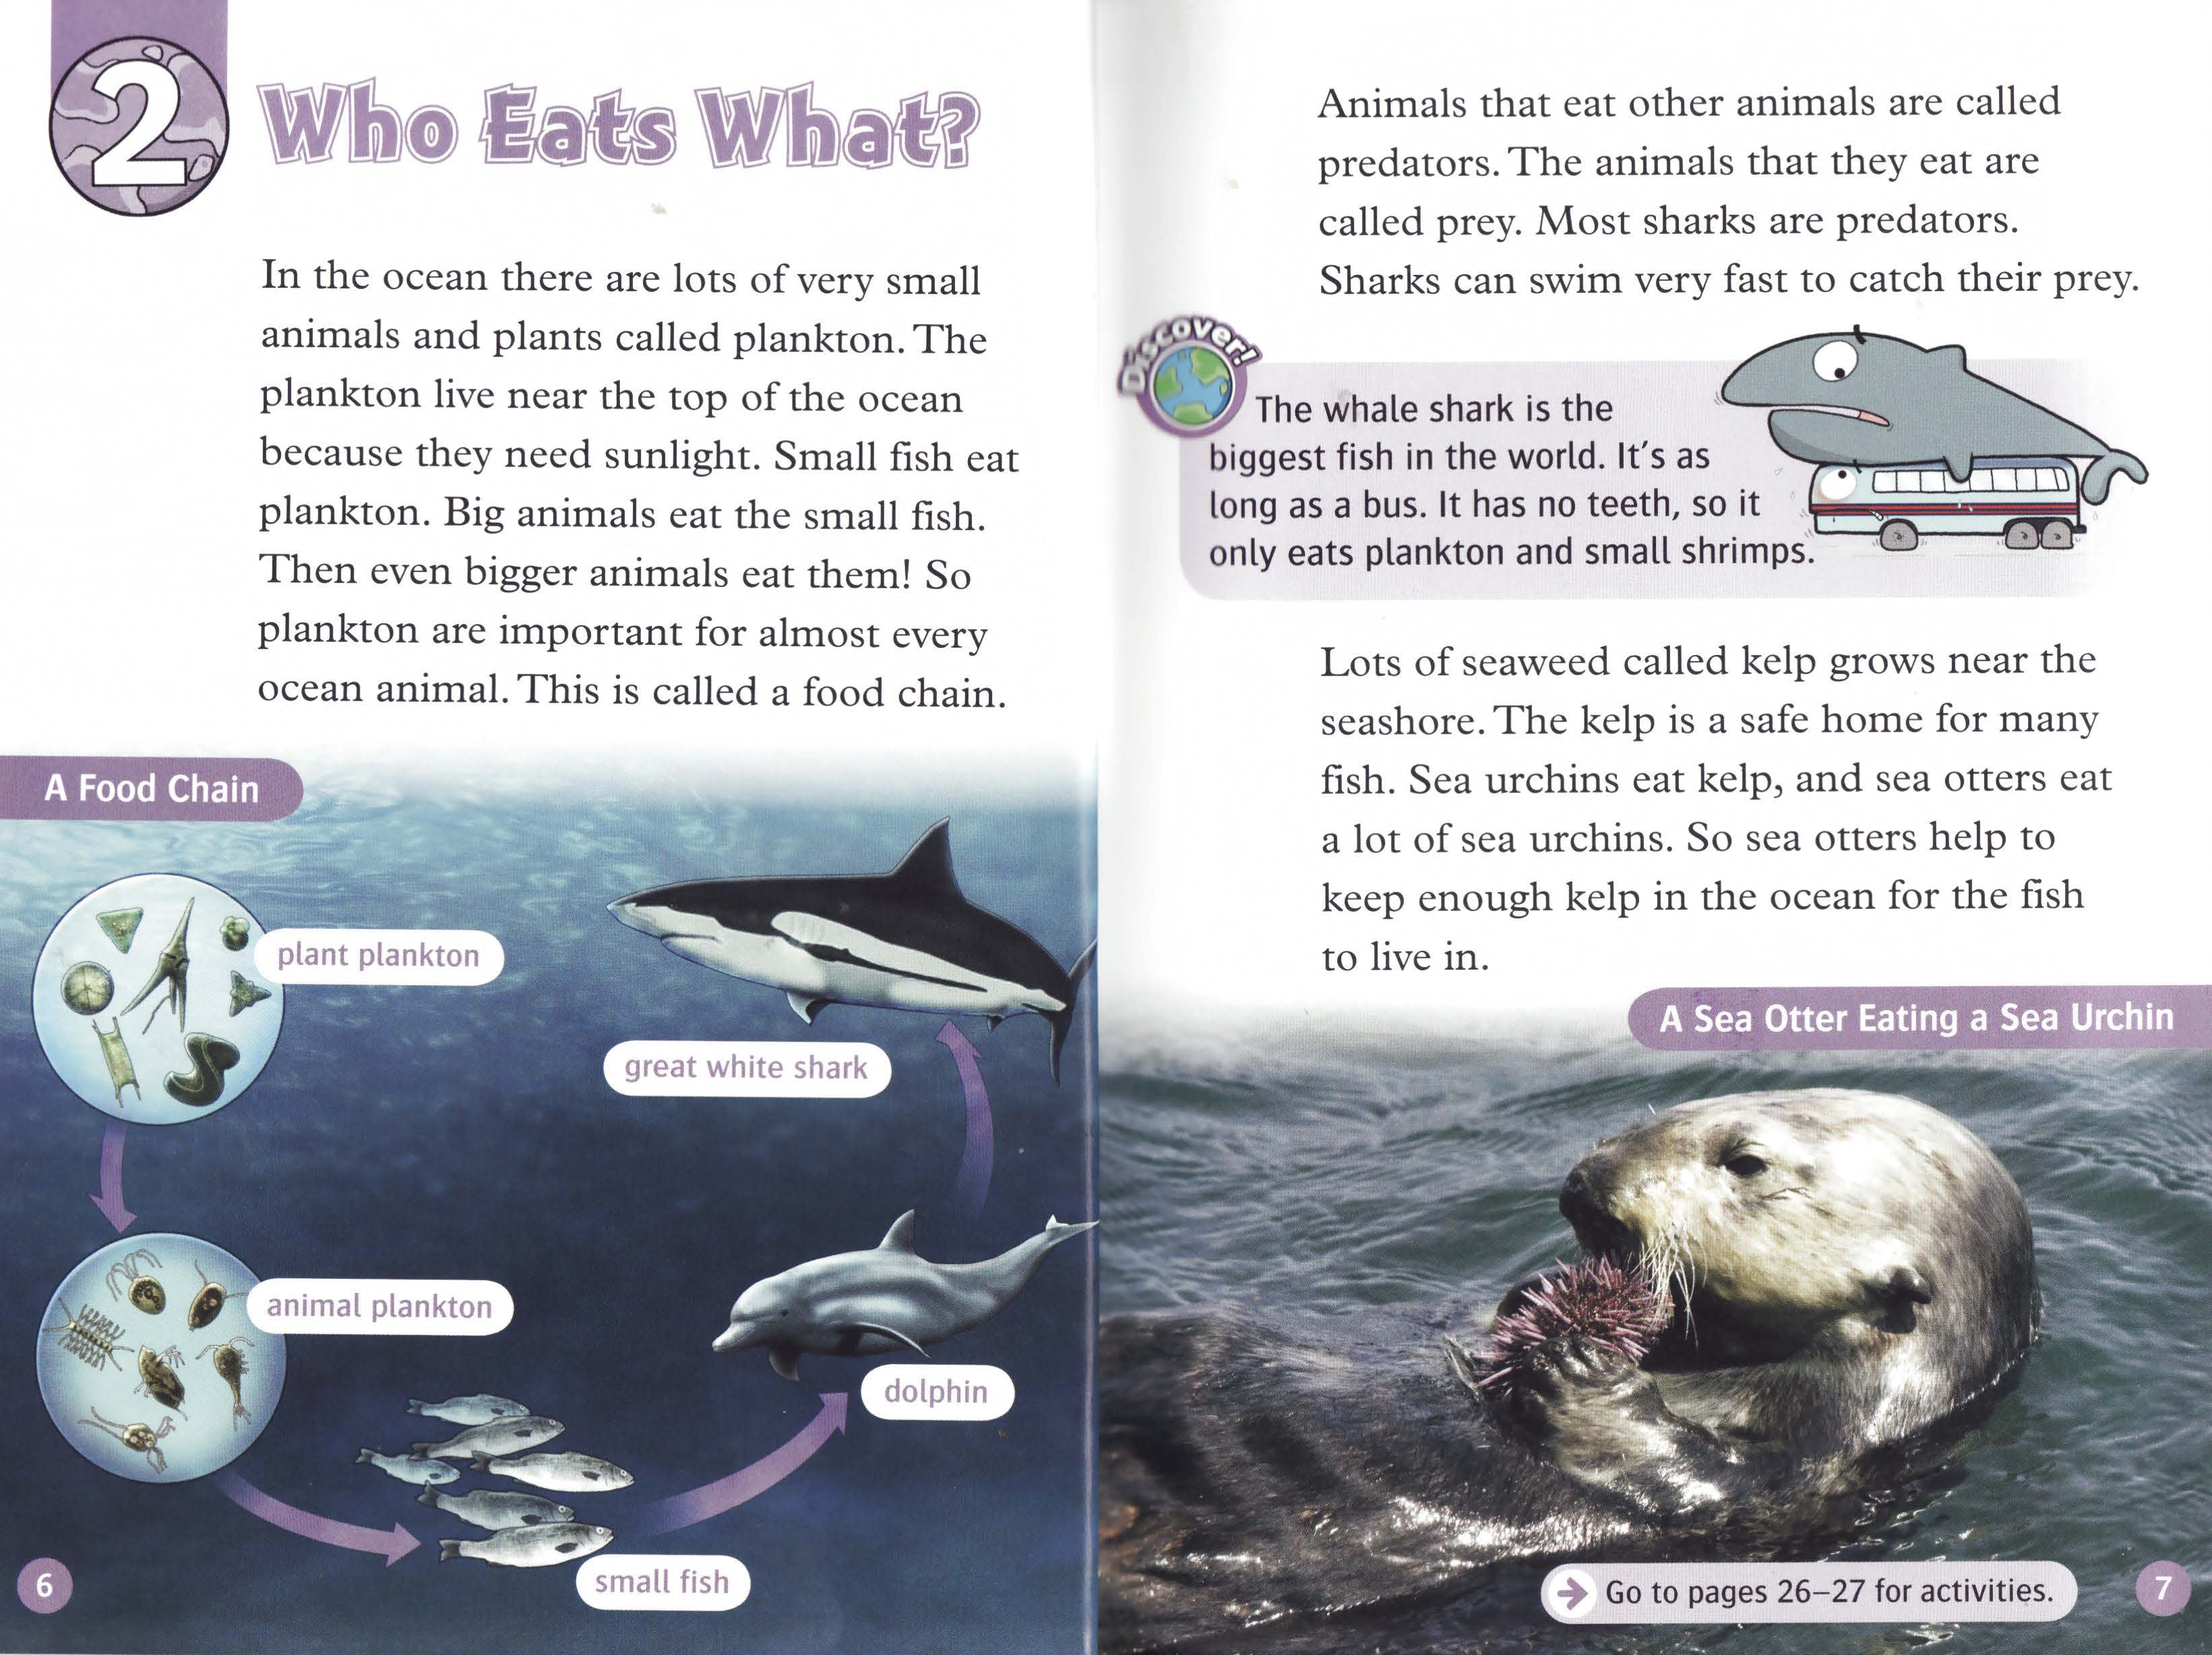 2
Who Eats What?
In the ocean there are lots of very small
animals and plants called plankton. The
plankton live near the top of the ocean
because they need sunlight. Small fish eat
plankton. Big animals eat the small fish.
Then even bigger animals eat them! So
plankton are important for almost every
ocean animal. This is called a food chain.
A Food Chain
plant plankton
great white shark
animal plankton
dolphin
small fish
6
Animals that eat other animals are called
predators. The animals that they eat are
called prey. Most sharks are predators.
Sharks can swim very fast to catch their prey.
Discover!
The whale shark is the
biggest fish in the world. It's as
long as a bus. It has no teeth, so it
only eats plankton and small shrimps.
Lots of seaweed called kelp grows near the
seashore. The kelp is a safe home for many
fish. Sea urchins eat kelp, and sea otters eat
a lot of sea urchins. So sea otters help to
keep enough kelp in the ocean for the fish
to live in.
A Sea Otter Eating a Sea Urchin
Go to pages 26–27 for activities.
7